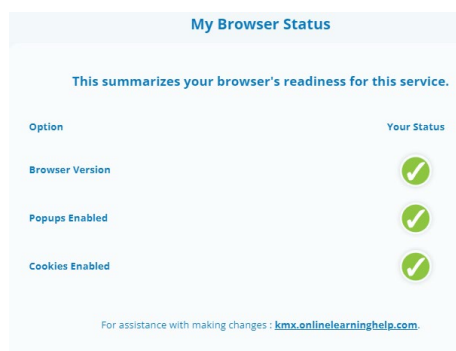 My Browser Status
This summarizes your browser's readiness for this service.
Option Your Status
Browser Version
Popups Enabled
Cookies Enabled
For assistance with making changes : kmx.onlinelearninghelp.com.